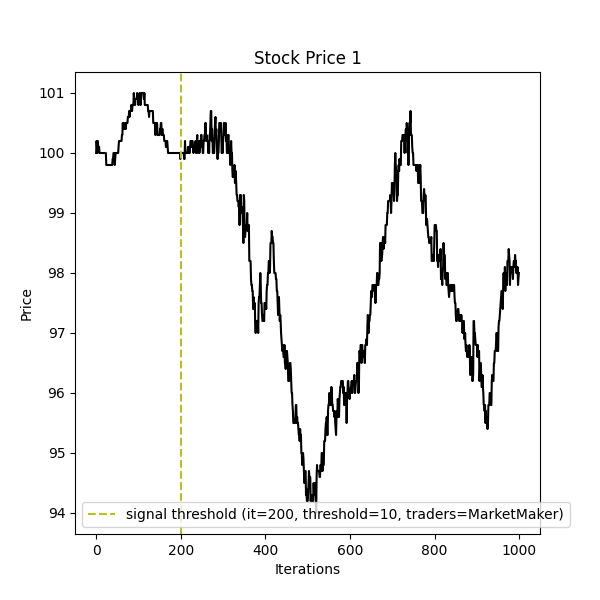 Stock Price 1
101
100
99
98
97
96
95
94
Price
signal threshold (it=200, threshold=10, traders=MarketMaker)
0 200 400 600 800 1000
Iterations